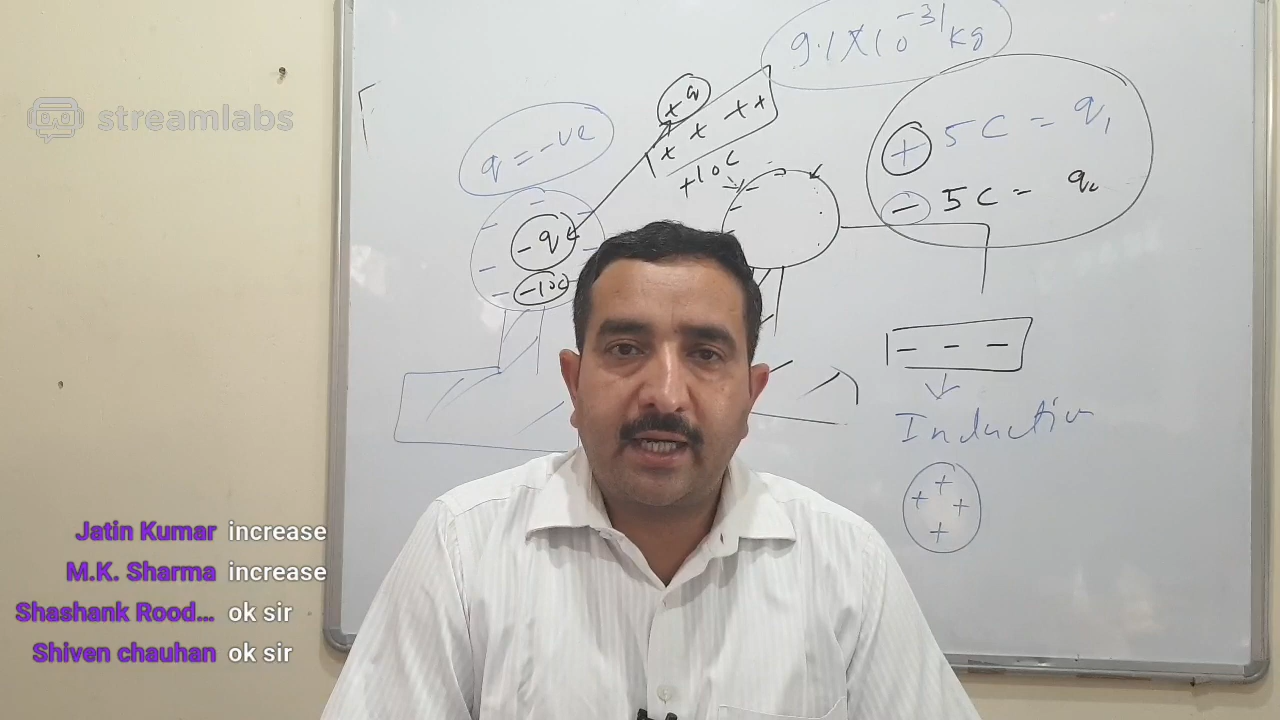 streamlabs
9.1 X 10⁻³¹ kg
q = -ve
+q
+ + + +
+10C
+ 5C = q₁
- 5C = q₂
-q
-10C
- - -
Induction
+ + + +
Jatin Kumar increase
M.K. Sharma increase
Shashank Rood... ok sir
Shiven chauhan ok sir